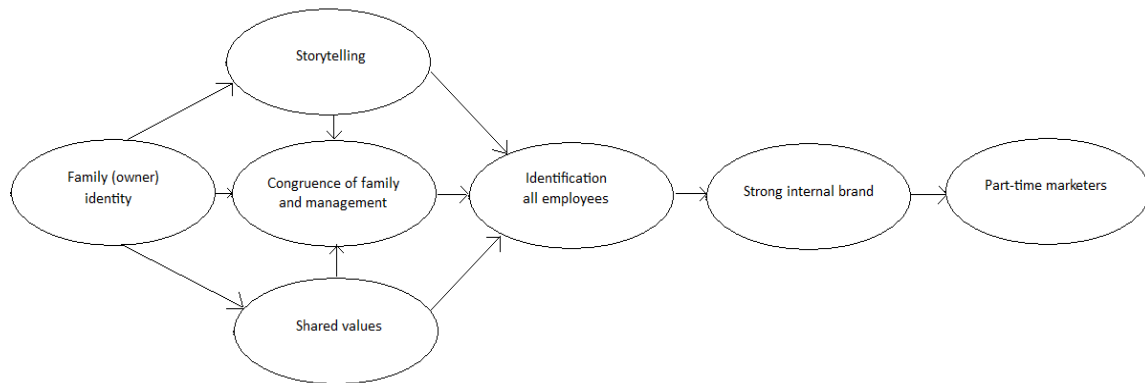 Storytelling
Family (owner)
identity
Congruence of family
and management
Identification
all employees
Strong internal brand
Part-time marketers
Shared values